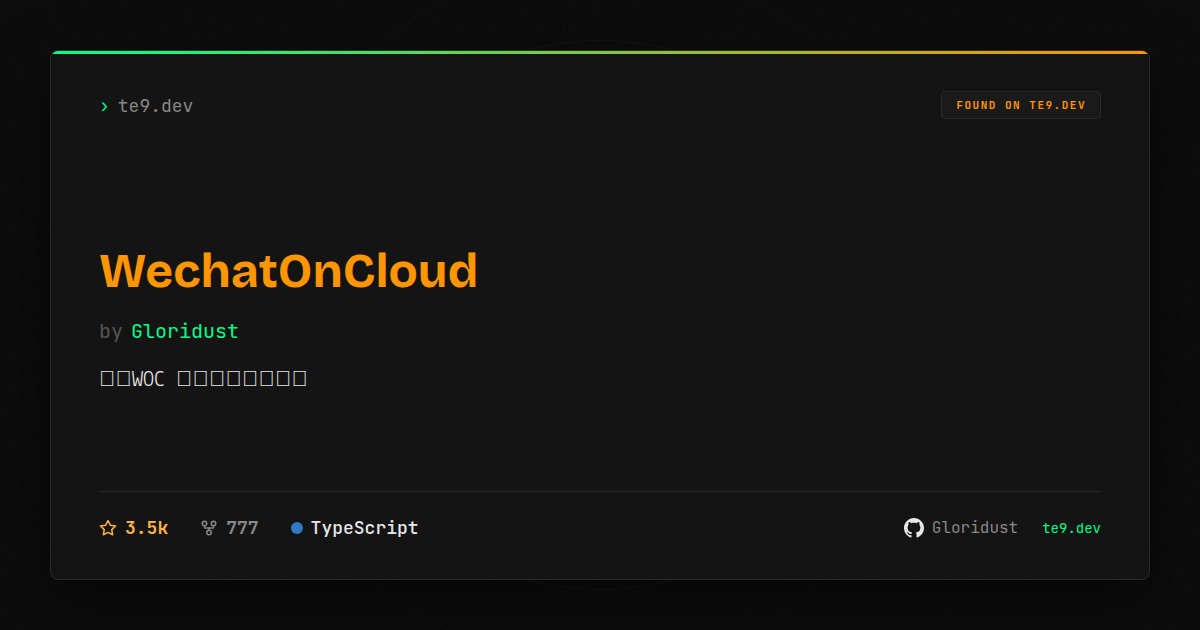 te9.dev
FOUND ON TE9.DEV
WechatOnCloud
by Gloridust
WOC
3.5k
777
TypeScript
Gloridust
te9.dev